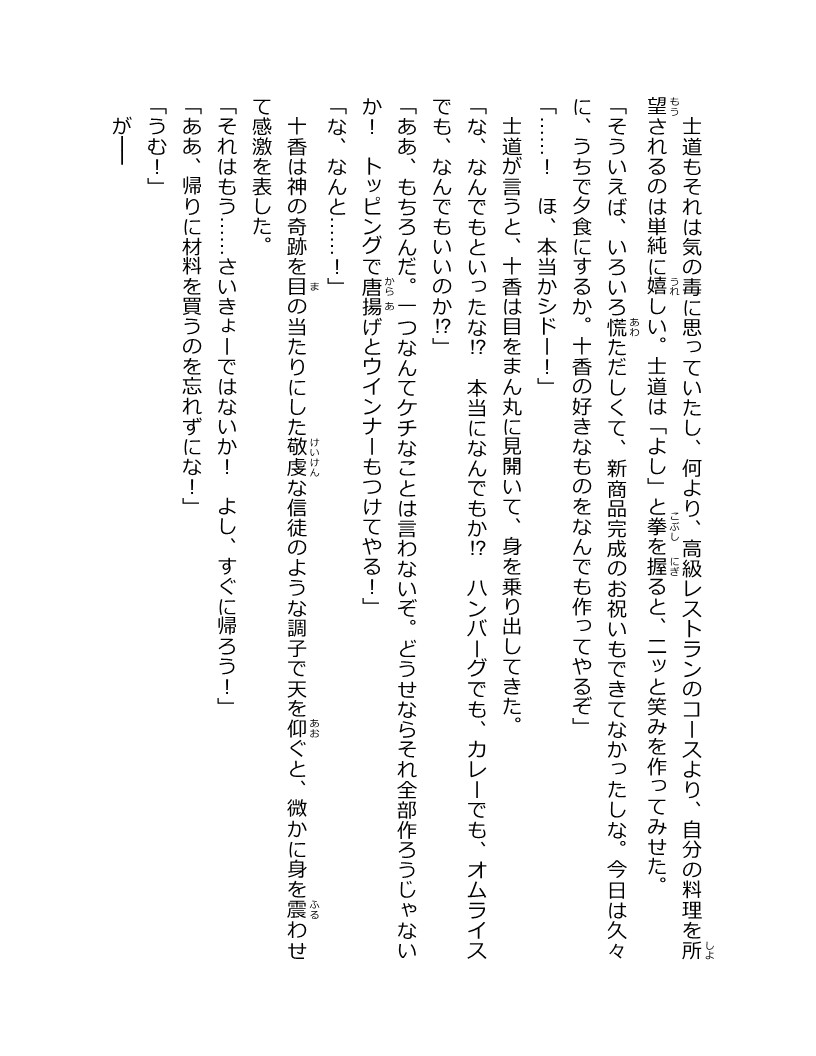 士道もそれは気の毒に思っていたし、何より、高級レストランのコースより、自分の料理を所
望されるのは単純に嬉しい。士道は「よし」と拳を握ると、ニッと笑みを作ってみせた。
「そういえば、いろいろ慌ただしくて、新商品完成のお祝いもできてなかったしな。今日は久々
に、うちで夕食にするか。十香の好きなものをなんでも作ってやるぞ」
「……！　ほ、本当かシドー！」
　士道が言うと、十香は目をまん丸に見開いて、身を乗り出してきた。
「な、なんでもといったな⁉　本当になんでもか⁉　ハンバーグでも、カレーでも、オムライス
でも、なんでもいいのか⁉」
「ああ、もちろんだ。一つなんてケチなことは言わないぞ。どうせならそれ全部作ろうじゃない
か！　トッピングで唐揚げとウインナーもつけてやる！」
「な、なんと……！」
　十香は神の奇跡を目の当たりにした敬虔な信徒のような調子で天を仰ぐと、微かに身を震わせ
て感激を表した。
「それはもう……さいきょーではないか！　よし、すぐに帰ろう！」
「ああ、帰りに材料を買うのを忘れずにな！」
「うむ！」
　が──